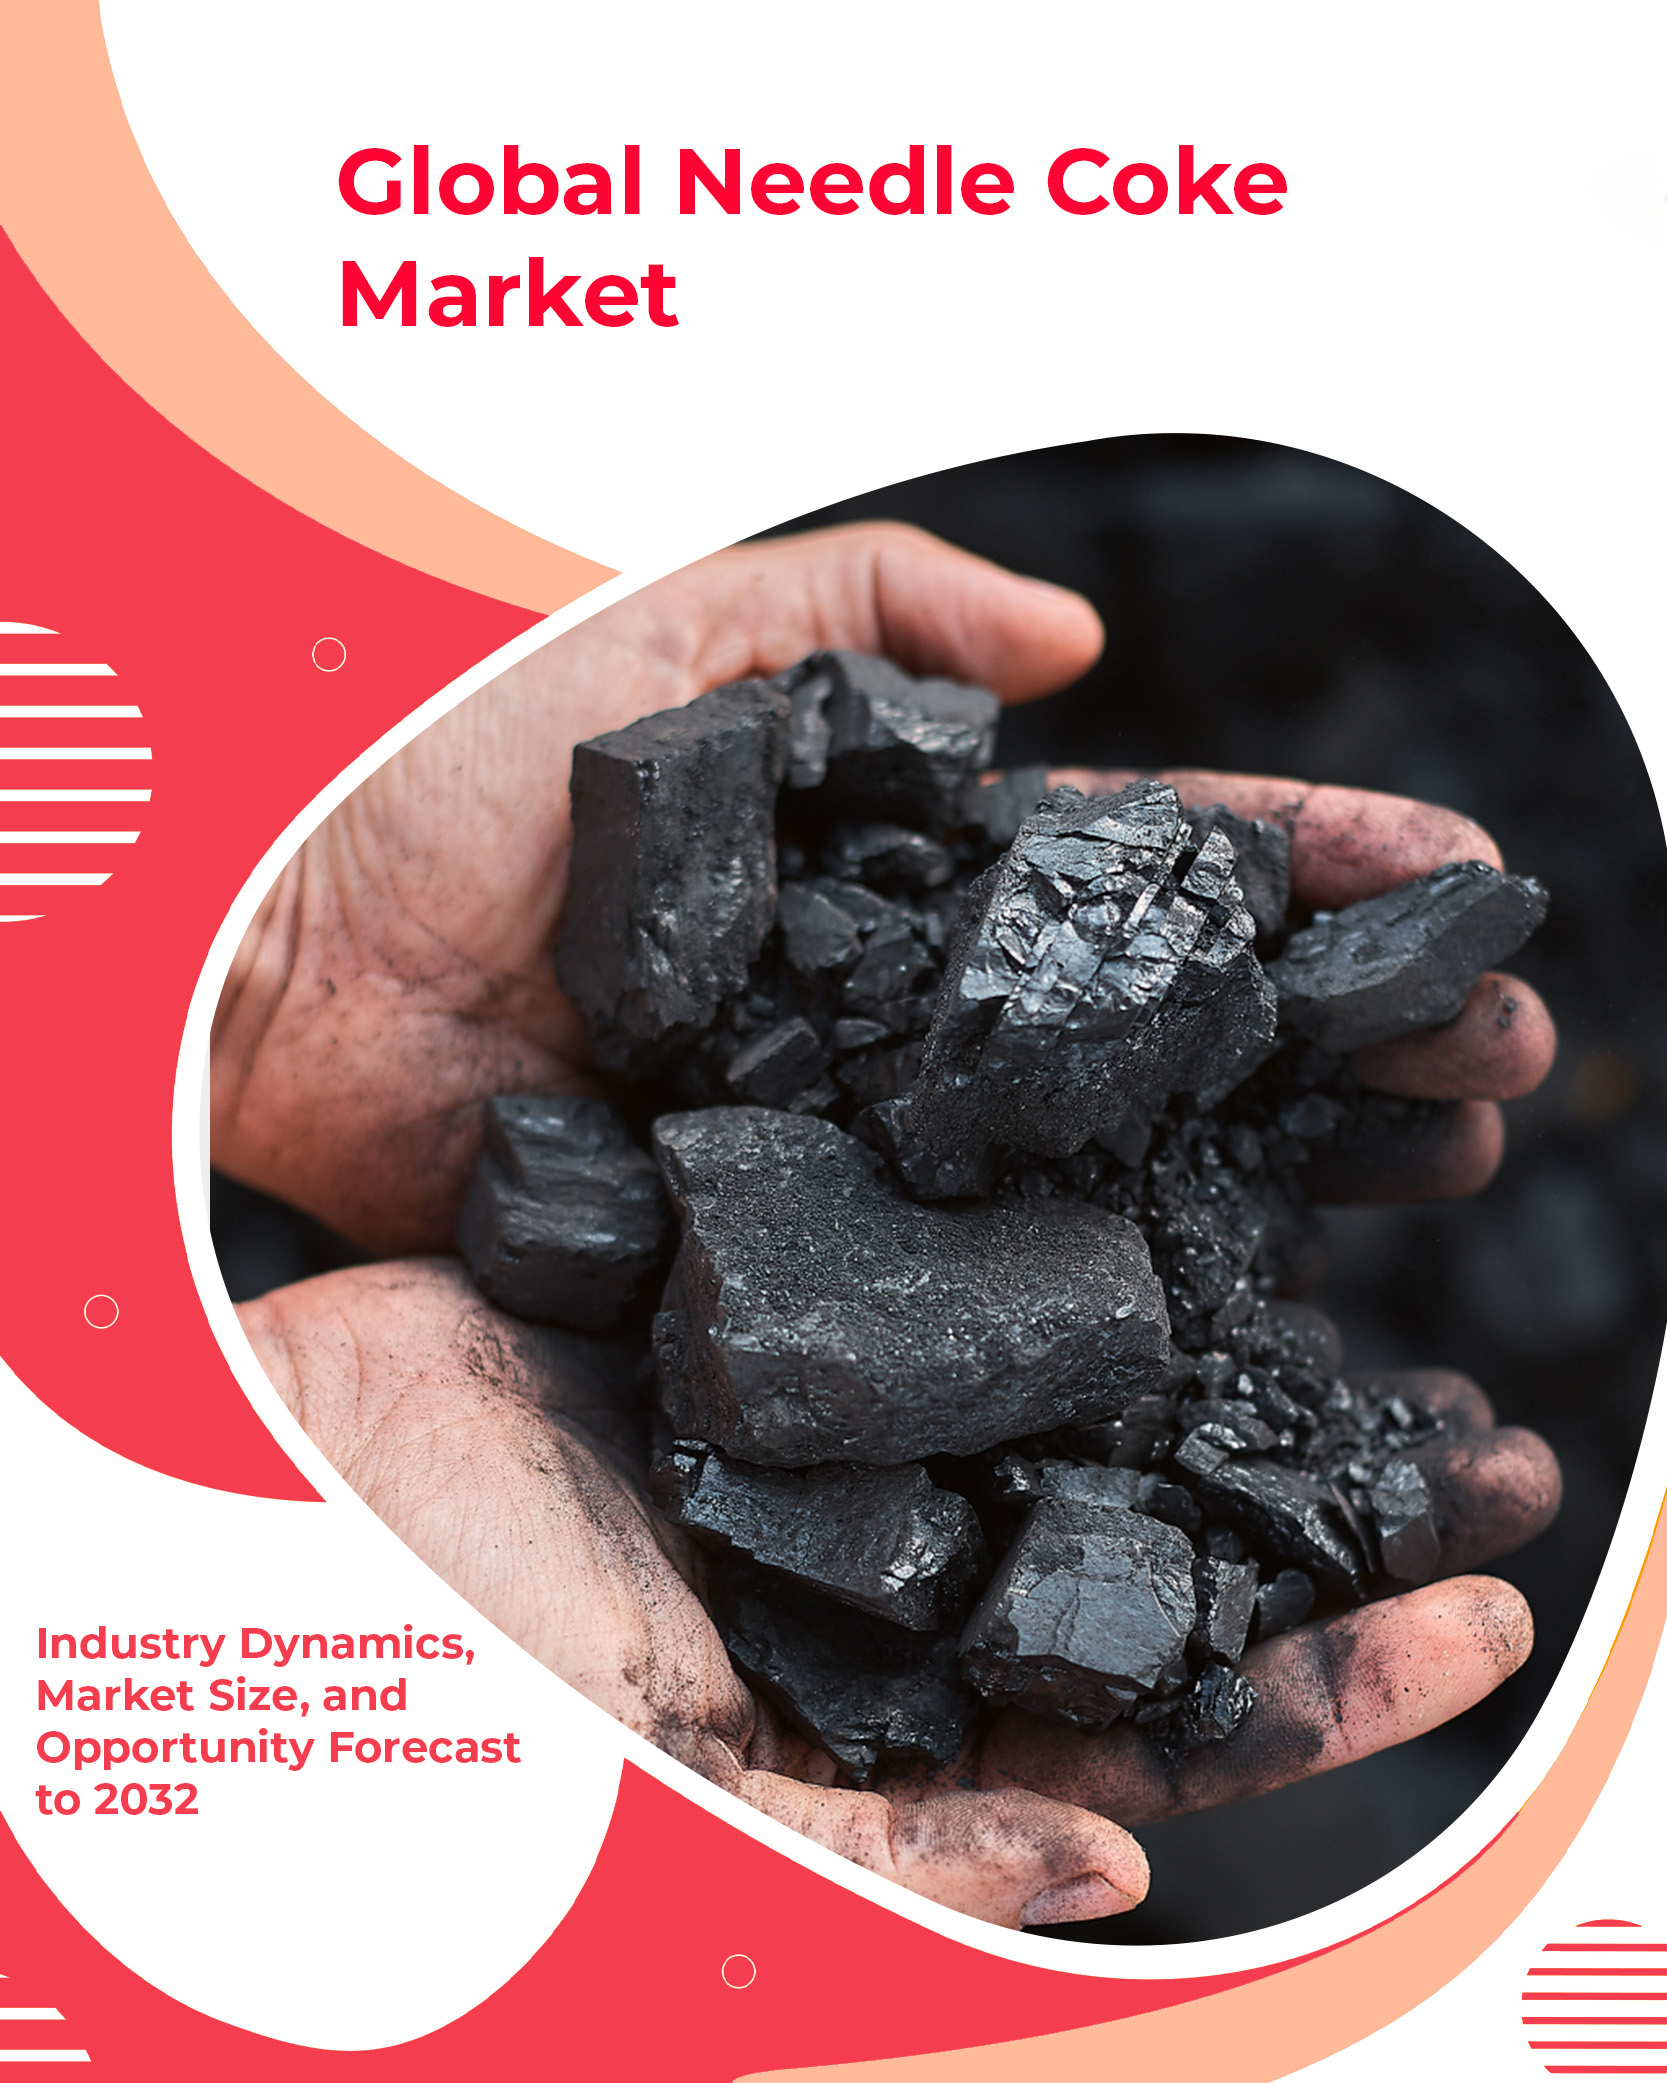 Global Needle Coke
Market
Industry Dynamics,
Market Size, and
Opportunity Forecast
to 2032